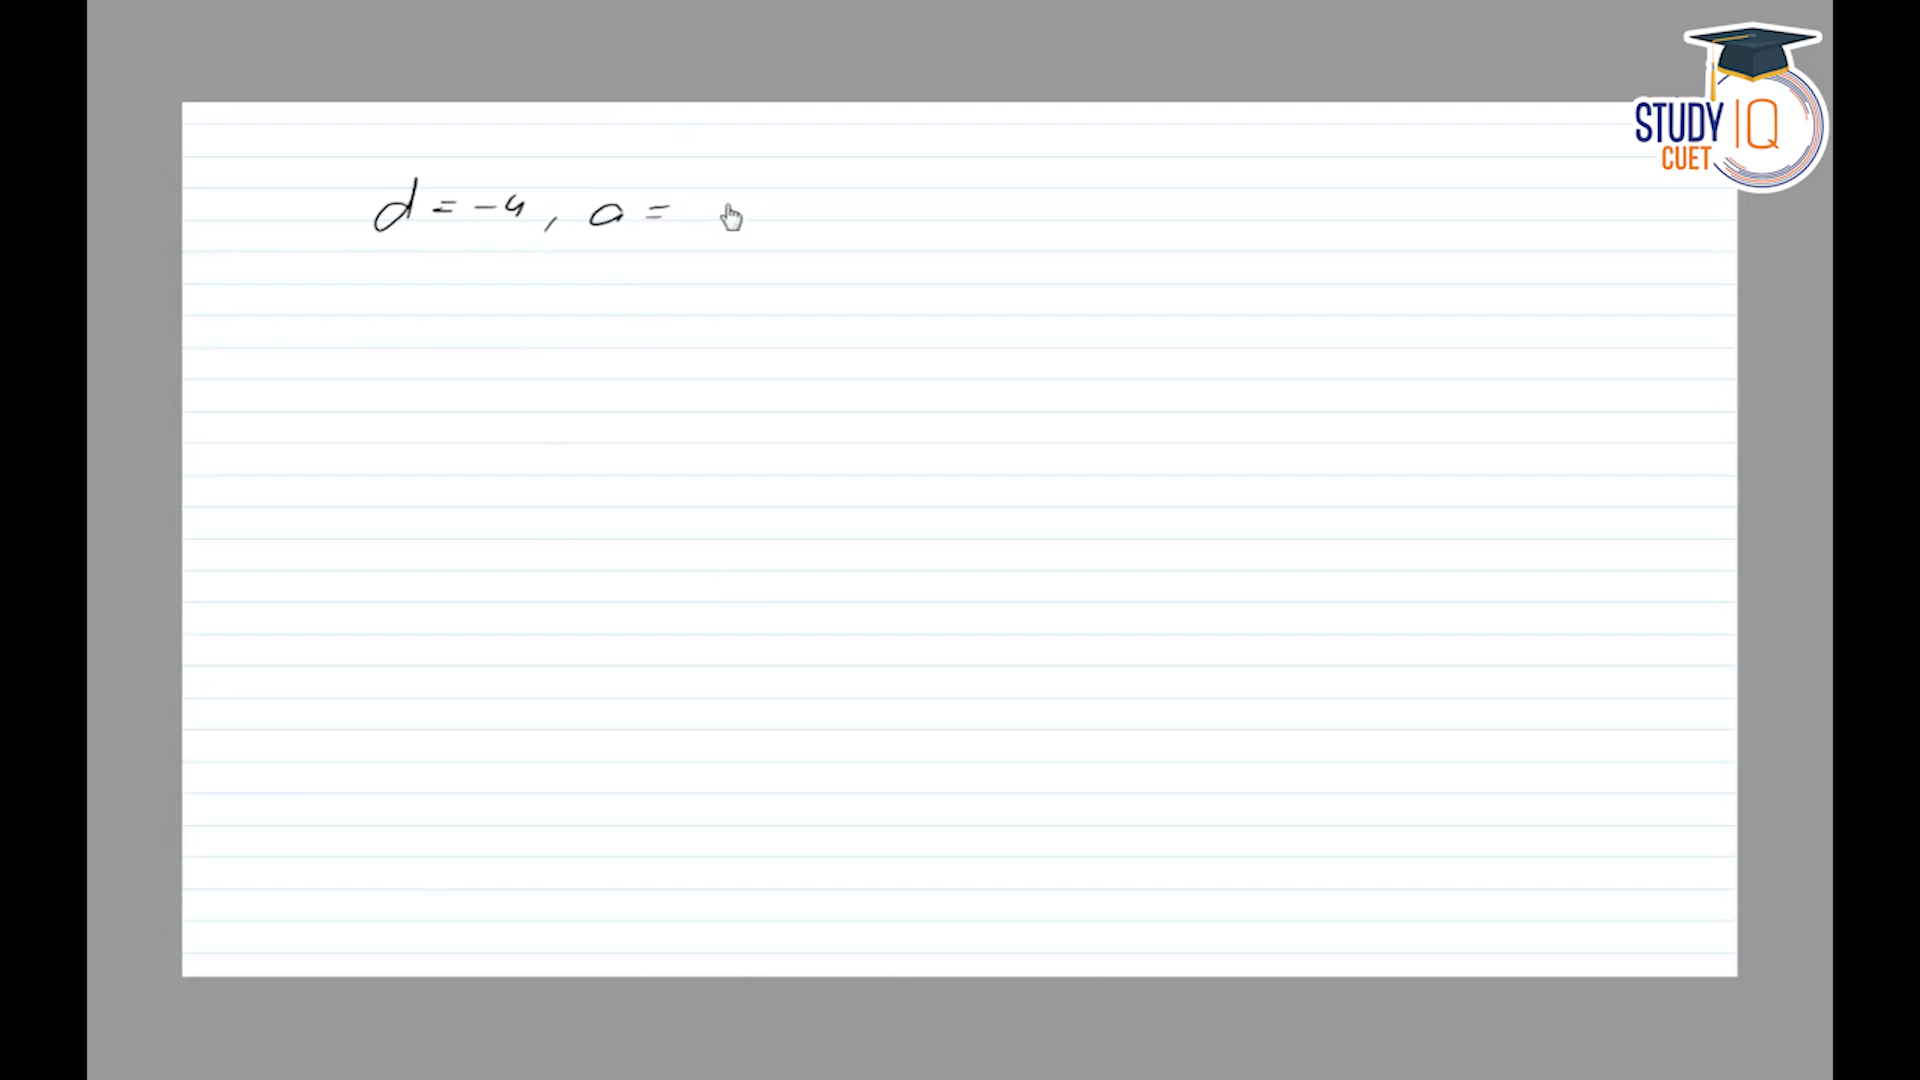 STUDY IQ
CUET
d = -4, a =